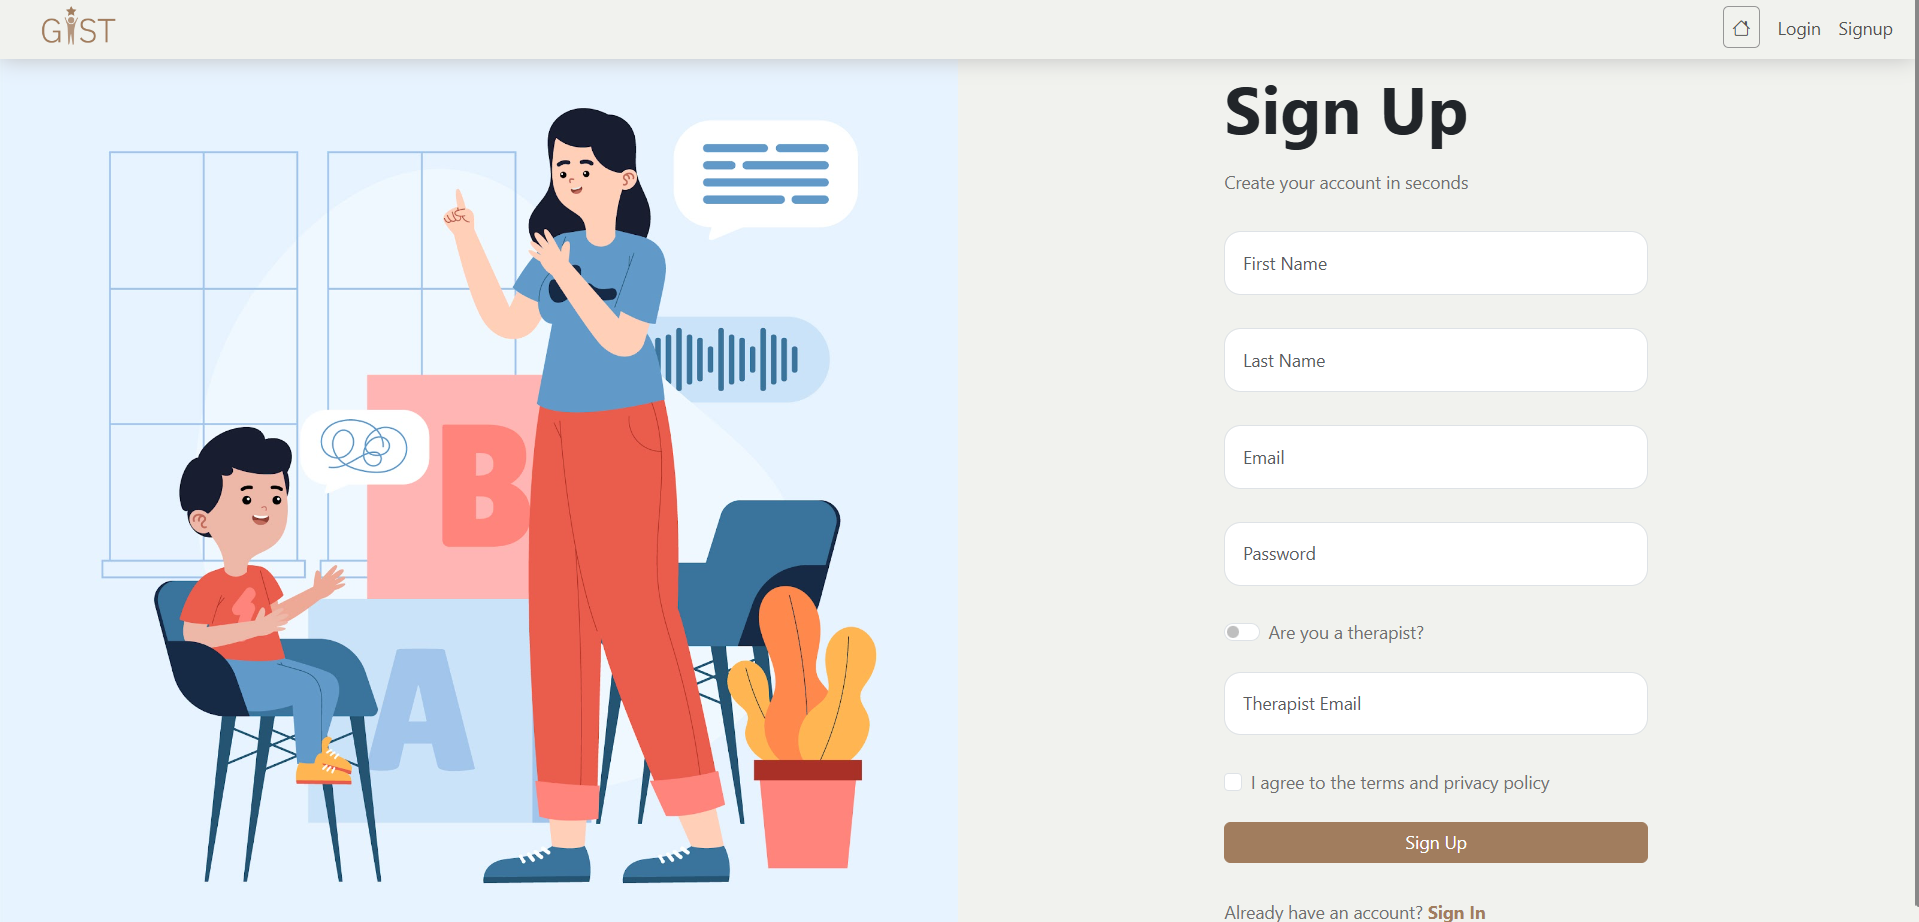 GIST
Login Signup
Sign Up
Create your account in seconds
First Name
Last Name
Email
Password
Are you a therapist?
Therapist Email
I agree to the terms and privacy policy
Sign Up
Already have an account? Sign In
B
A